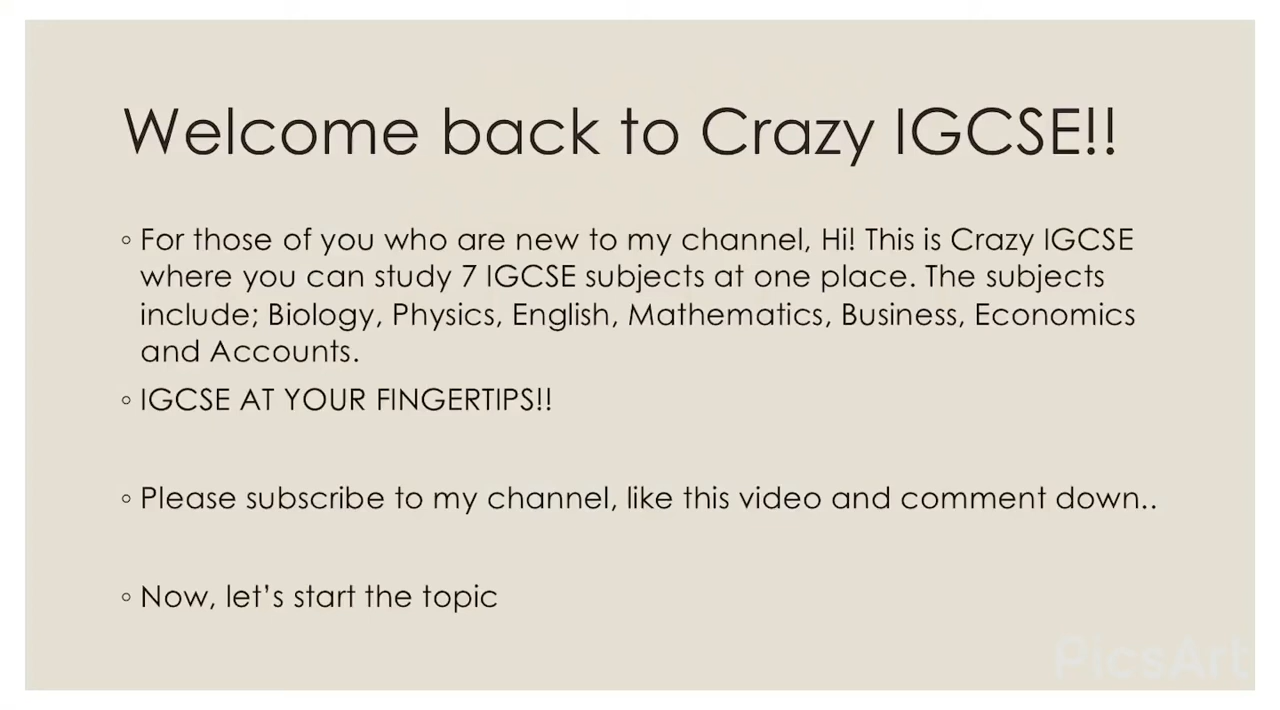 Welcome back to Crazy IGCSE!!
◦ For those of you who are new to my channel, Hi! This is Crazy IGCSE
where you can study 7 IGCSE subjects at one place. The subjects
include; Biology, Physics, English, Mathematics, Business, Economics
and Accounts.
◦ IGCSE AT YOUR FINGERTIPS!!
◦ Please subscribe to my channel, like this video and comment down..
◦ Now, let’s start the topic
PicsArt